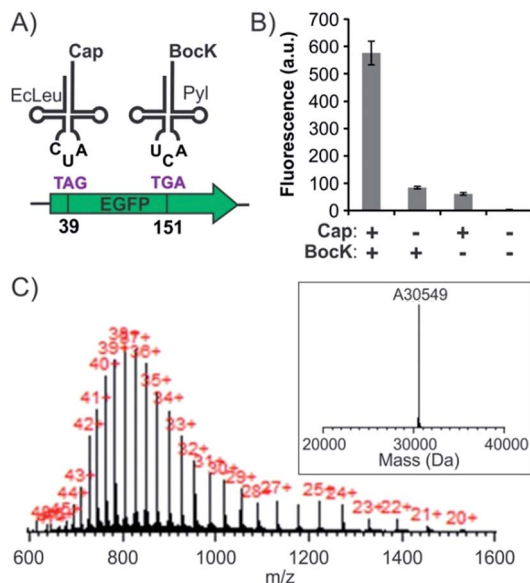 A)
Cap
BocK
EcLeu
Pyl
C U A
U C A
TAG
TGA
EGFP
39
151
B)
Fluorescence (a.u.)
700
600
500
400
300
200
100
0
Cap: + - + -
BocK: + + - -
C)
38+
37+
39+
36+
40+
35+
41+
34+
42+
33+
32+
43+
31+
30+
44+
29+
28+
27+
25+
24+
23+
22+
21+
20+
600 800 1000 1200 1400 1600
m/z
A30549
20000 30000 40000
Mass (Da)